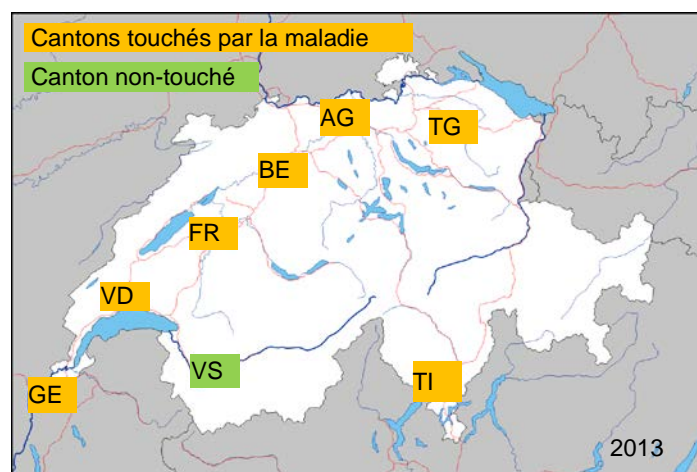 Cantons touchés par la maladie
Canton non-touché
AG
TG
BE
FR
VD
VS
TI
GE
2013